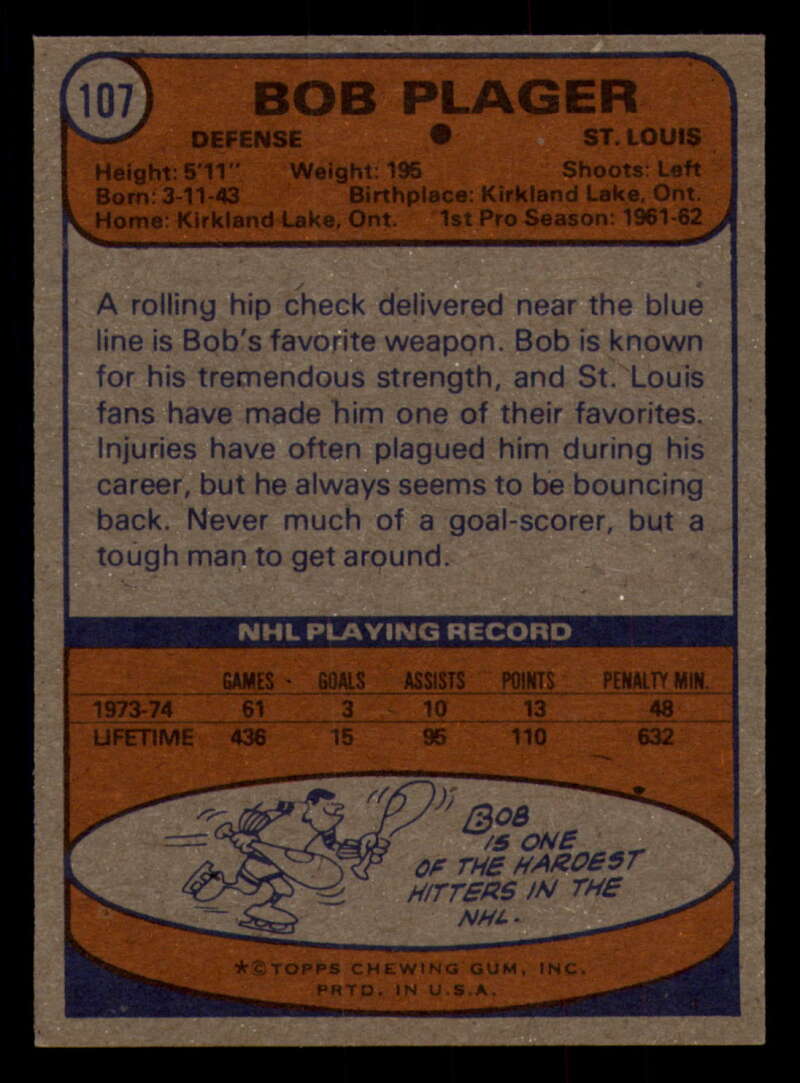 107
BOB PLAGER
DEFENSE ● ST. LOUIS
Height: 5'11" Weight: 195 Shoots: Left
Born: 3-11-43 Birthplace: Kirkland Lake, Ont.
Home: Kirkland Lake, Ont. 1st Pro Season: 1961-62
A rolling hip check delivered near the blue
line is Bob's favorite weapon. Bob is known
for his tremendous strength, and St. Louis
fans have made him one of their favorites.
Injuries have often plagued him during his
career, but he always seems to be bouncing
back. Never much of a goal-scorer, but a
tough man to get around.
NHL PLAYING RECORD
GAMES GOALS ASSISTS POINTS PENALTY MIN.
1973-74 61 3 10 13 48
LIFETIME 436 15 95 110 632
BOB
IS ONE
OF THE HARDEST
HITTERS IN THE
NHL.
*©TOPPS CHEWING GUM, INC.
PRTD. IN U.S.A.